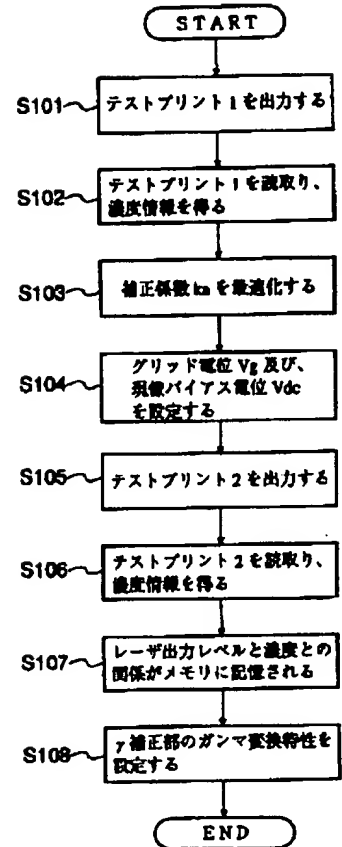 START
S101
テストプリント1を出力する
S102
テストプリント1を読取り、
濃度情報を得る
S103
補正係数kmを最適化する
S104
グリッド電位Vg及び、
現像バイアス電位Vdc
を設定する
S105
テストプリント2を出力する
S106
テストプリント2を読取り、
濃度情報を得る
S107
レーザ出力レベルと濃度との
関係がメモリに記憶される
S108
γ補正部のガンマ変換特性を
設定する
END